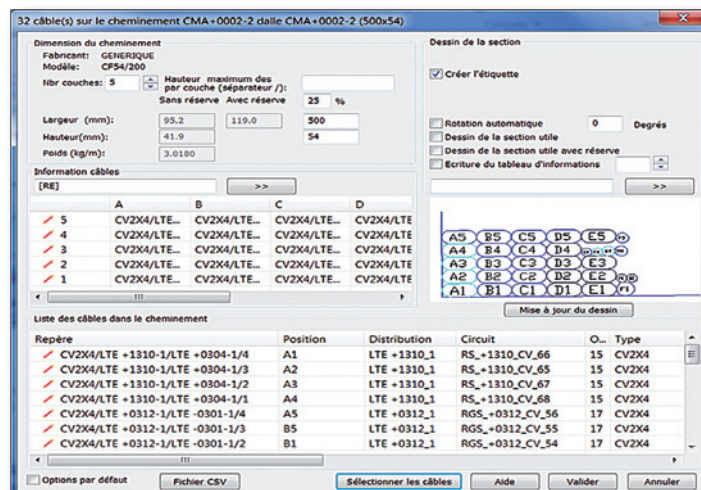 32 câble(s) sur le cheminement CMA+0002-2 dalle CMA+0002-2 (500x54)
Dimension du cheminement
Fabricant: GENERIQUE
Modèle: CF54/200
Nbr couches: 5
Hauteur maximum des par couche (séparateur /):
Sans réserve Avec réserve 25 %
Largeur (mm): 95.2 119.0 500
Hauteur(mm): 41.9 54
Poids (kg/m): 3.0180
Dessin de la section
Créer l'étiquette
Rotation automatique 0 Degrés
Dessin de la section utile
Dessin de la section utile avec réserve
Ecriture du tableau d'informations
>>
Information câbles
[RE] >>
A B C D
5 CV2X4/LTE... CV2X4/LTE... CV2X4/LTE... CV2X4/LTE
4 CV2X4/LTE... CV2X4/LTE... CV2X4/LTE... CV2X4/LTE
3 CV2X4/LTE... CV2X4/LTE... CV2X4/LTE... CV2X4/LTE
2 CV2X4/LTE... CV2X4/LTE... CV2X4/LTE... CV2X4/LTE
1 CV2X4/LTE... CV2X4/LTE... CV2X4/LTE... CV2X4/LTE
A5 B5 C5 D5 E5
A4 B4 C4 D4
A3 B3 C3 D3 E3
A2 B2 C2 D2 E2
A1 B1 C1 D1 E1 F1
Mise à jour du dessin
Liste des câbles dans le cheminement
Repère Position Distribution Circuit O... Type
CV2X4/LTE +1310-1/LTE +0304-1/4 A1 LTE +1310_1 RS_+1310_CV_66 15 CV2X4
CV2X4/LTE +1310-1/LTE +0304-1/3 A2 LTE +1310_1 RS_+1310_CV_65 15 CV2X4
CV2X4/LTE +1310-1/LTE +0304-1/2 A3 LTE +1310_1 RS_+1310_CV_67 15 CV2X4
CV2X4/LTE +1310-1/LTE +0304-1/1 A4 LTE +1310_1 RS_+1310_CV_68 15 CV2X4
CV2X4/LTE +0312-1/LTE -0301-1/4 A5 LTE +0312_1 RGS_+0312_CV_56 17 CV2X4
CV2X4/LTE +0312-1/LTE -0301-1/3 B5 LTE +0312_1 RGS_+0312_CV_55 17 CV2X4
CV2X4/LTE +0312-1/LTE -0301-1/2 B1 LTE +0312_1 RGS_+0312_CV_54 17 CV2X4
Options par défaut Fichier CSV Sélectionner les câbles Aide Valider Annuler